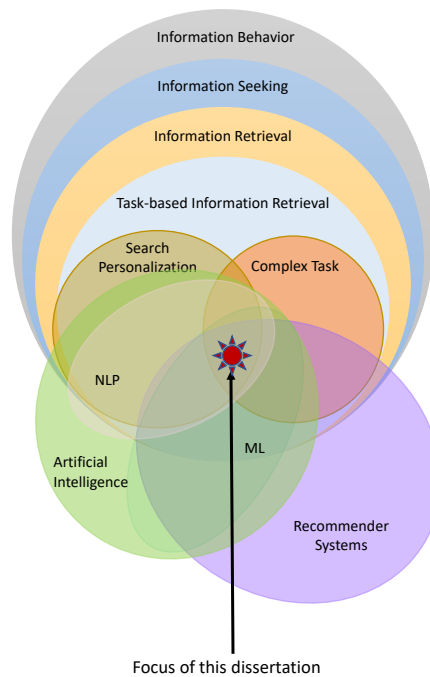 Information Behavior
Information Seeking
Information Retrieval
Task-based Information Retrieval
Search
Personalization
Complex Task
NLP
ML
Artificial
Intelligence
Recommender
Systems
Focus of this dissertation